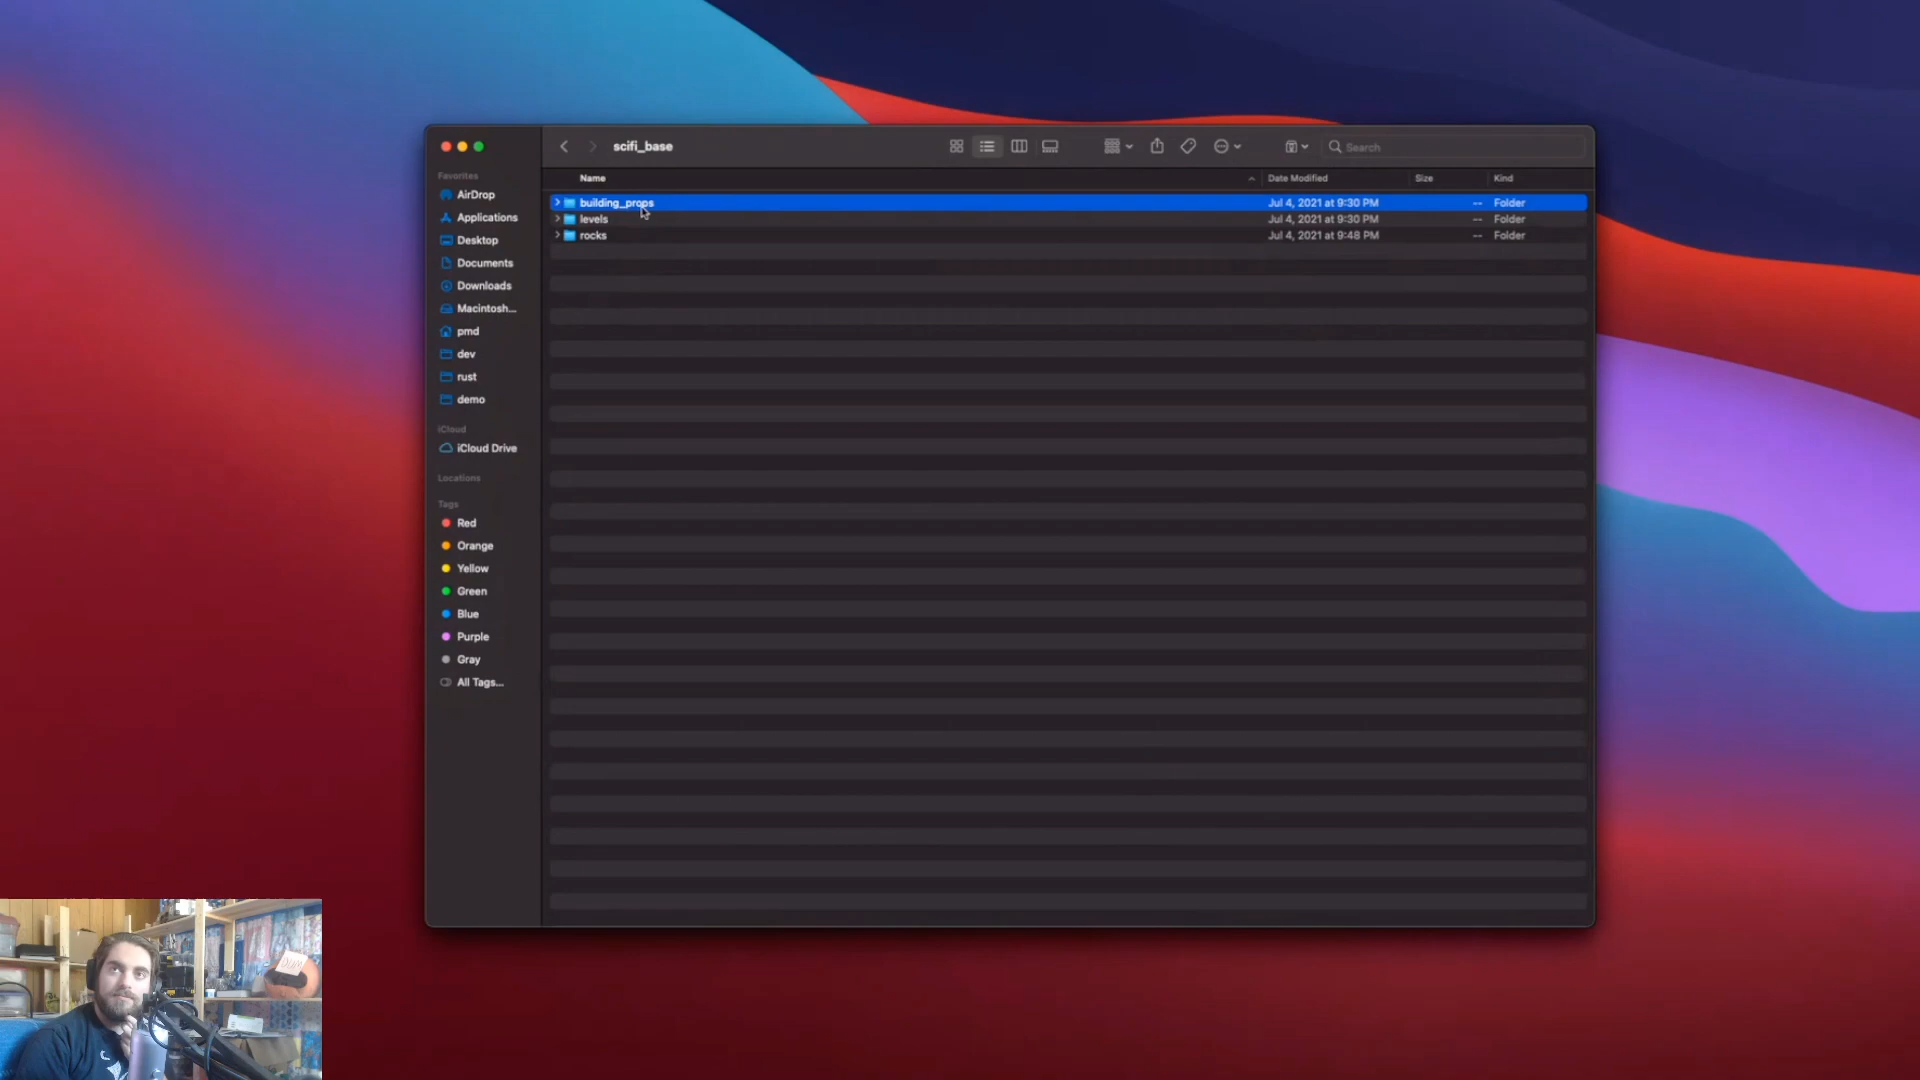 scifi_base
Search
Favorites
AirDrop
Applications
Desktop
Documents
Downloads
Macintosh...
pmd
dev
rust
demo
iCloud
iCloud Drive
Locations
Tags
Red
Orange
Yellow
Green
Blue
Purple
Gray
All Tags...
Name Date Modified Size Kind
building_props Jul 4, 2021 at 9:30 PM -- Folder
levels Jul 4, 2021 at 9:30 PM -- Folder
rocks Jul 4, 2021 at 9:48 PM -- Folder